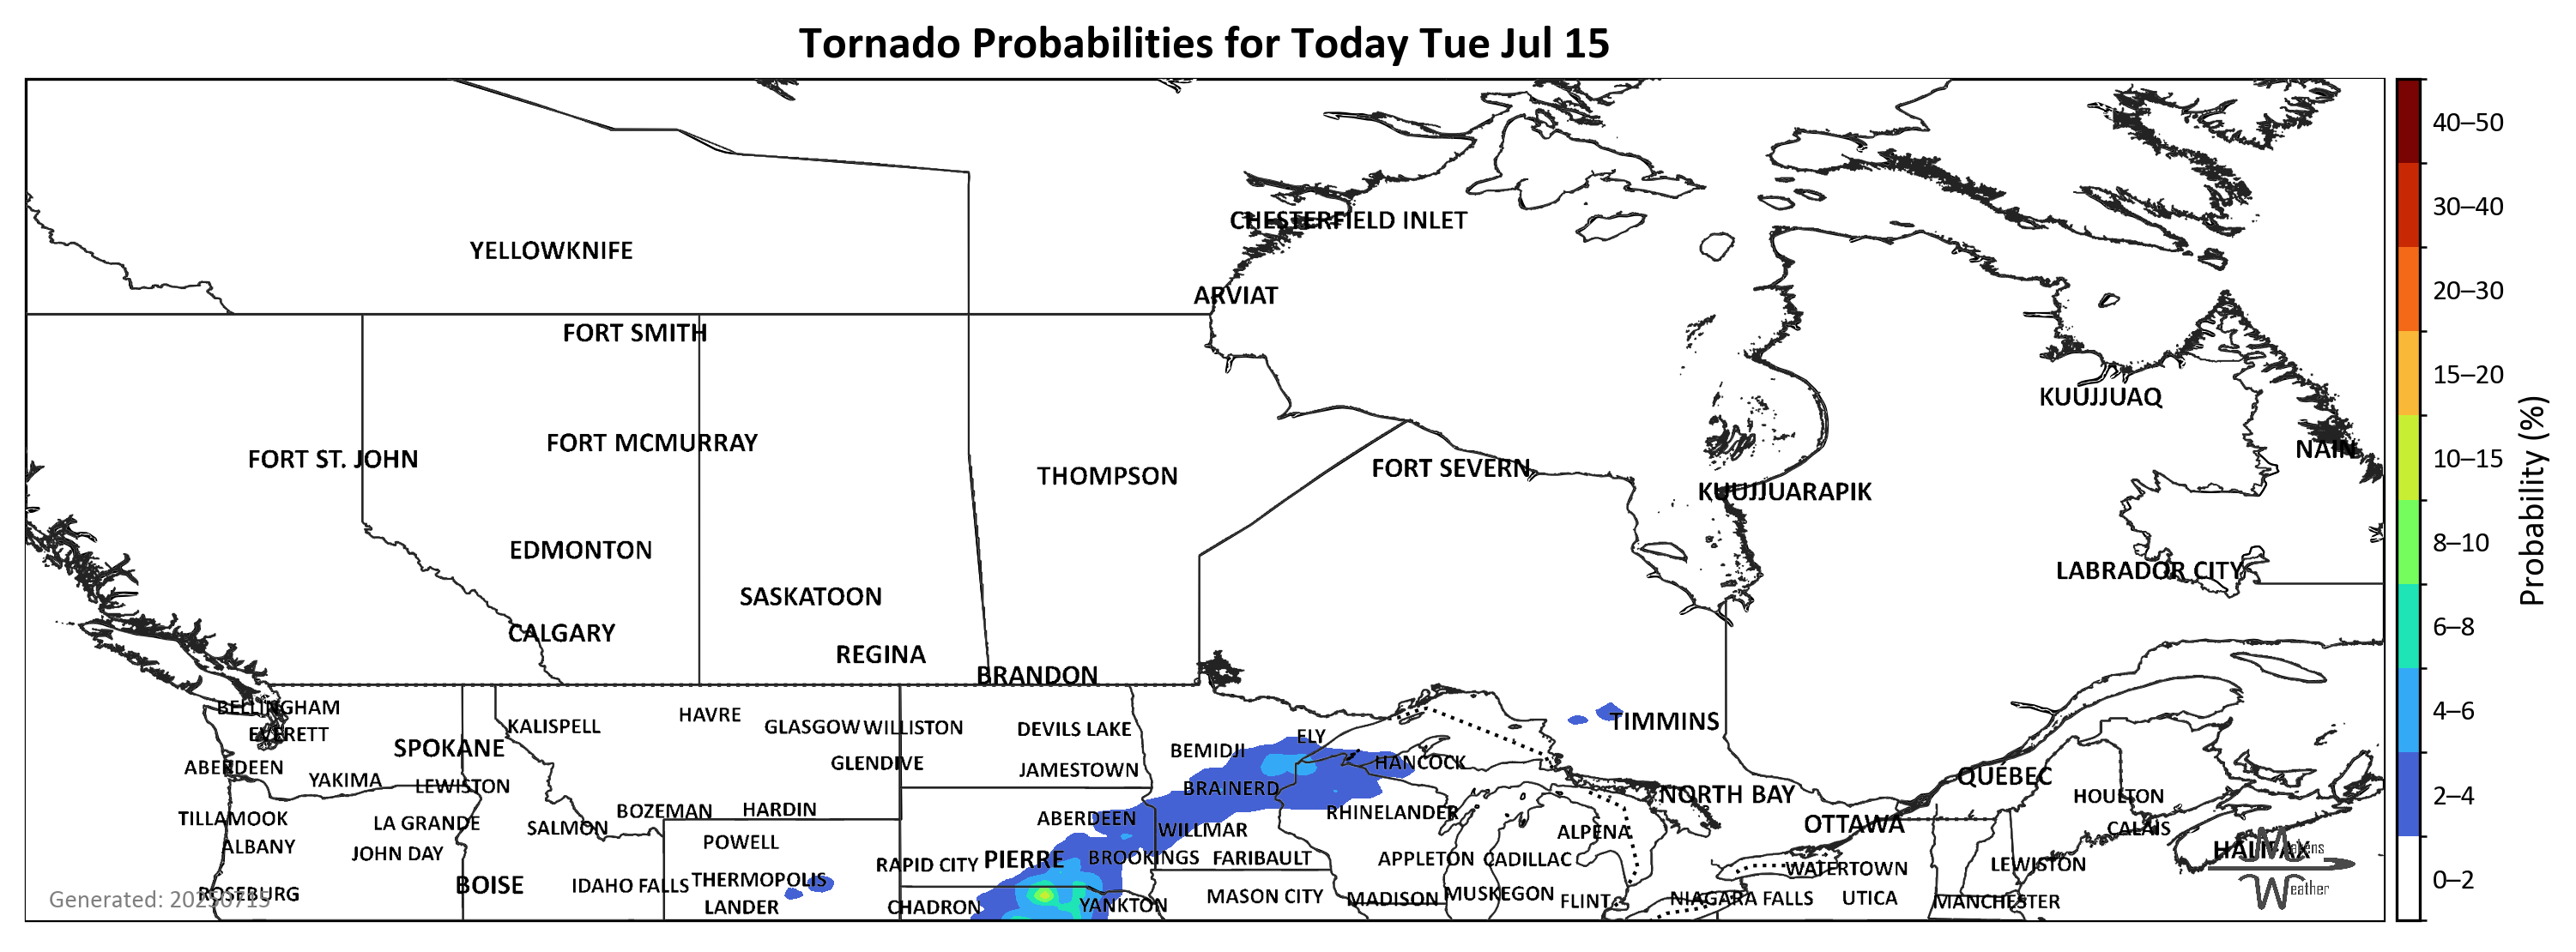 Tornado Probabilities for Today Tue Jul 15
40–50
30–40
20–30
15–20
10–15
8–10
6–8
4–6
2–4
0–2
Probability (%)
CHESTERFIELD INLET
YELLOWKNIFE
ARVIAT
FORT SMITH
KUUJJUAQ
FORT MCMURRAY
NAIN
FORT ST. JOHN
FORT SEVERN
THOMPSON
KUUJJUARAPIK
EDMONTON
LABRADOR CITY
SASKATOON
CALGARY
REGINA
BRANDON
BELLINGHAM
HAVRE
TIMMINS
KALISPELL
GLASGOW
WILLISTON
DEVILS LAKE
EVERETT
ELY
SPOKANE
BEMIDJI
GLENDIVE
HANCOCK
ABERDEEN
JAMESTOWN
QUÉBEC
YAKIMA
LEWISTON
BRAINERD
NORTH BAY
HOULTON
BOZEMAN
HARDIN
RHINELANDER
TILLAMOOK
LA GRANDE
ABERDEEN
SALMON
WILLMAR
ALPENA
OTTAWA
CALAIS
POWELL
ALBANY
JOHN DAY
HALIFAX
RAPID CITY
PIERRE
BROOKINGS
FARIBAULT
APPLETON
CADILLAC
LEWISTON
WATERTOWN
BOISE
IDAHO FALLS
THERMOPOLIS
ROSEBURG
MASON CITY
MADISON
MUSKEGON
NIAGARA FALLS
UTICA
MANCHESTER
LANDER
CHADRON
YANKTON
FLINT
Generated: 20250715
Weather